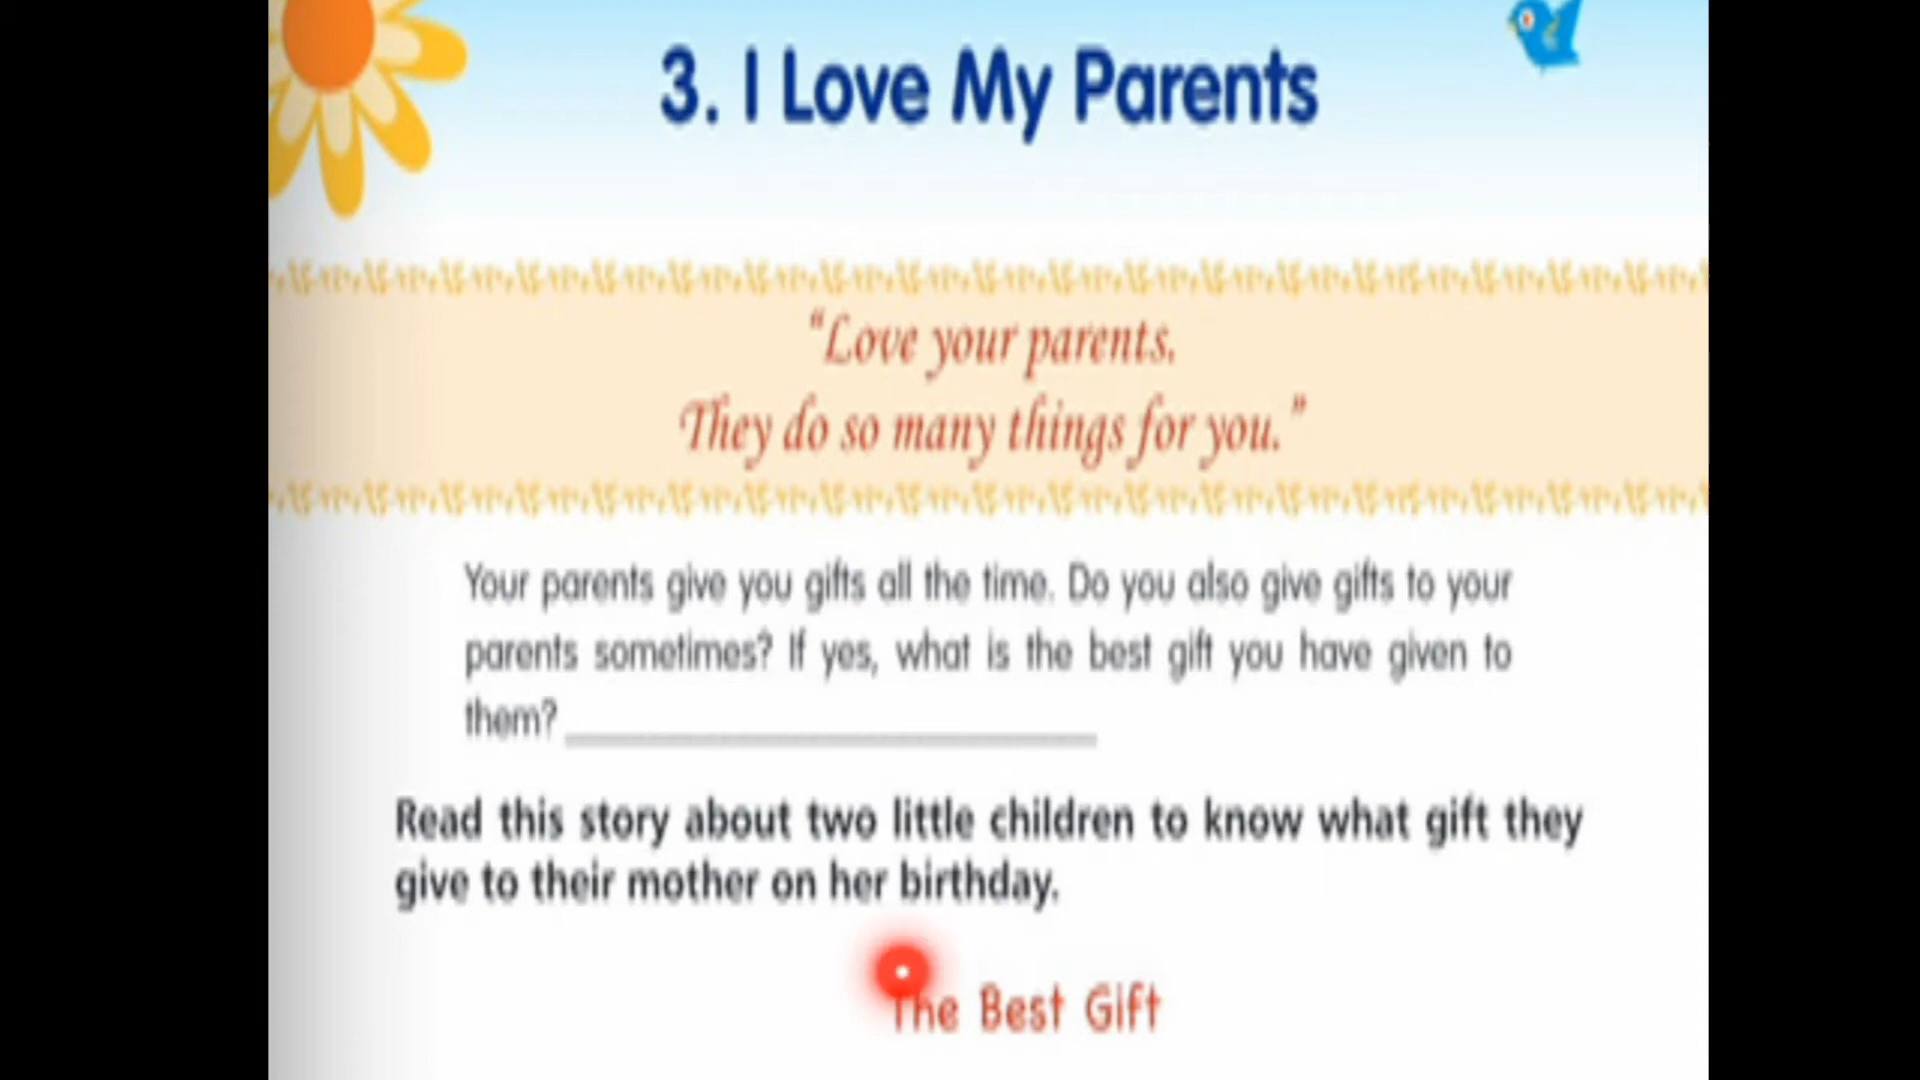 3. I Love My Parents
“Love your parents.
They do so many things for you.”
Your parents give you gifts all the time. Do you also give gifts to your
parents sometimes? If yes, what is the best gift you have given to
them?
Read this story about two little children to know what gift they
give to their mother on her birthday.
The Best Gift